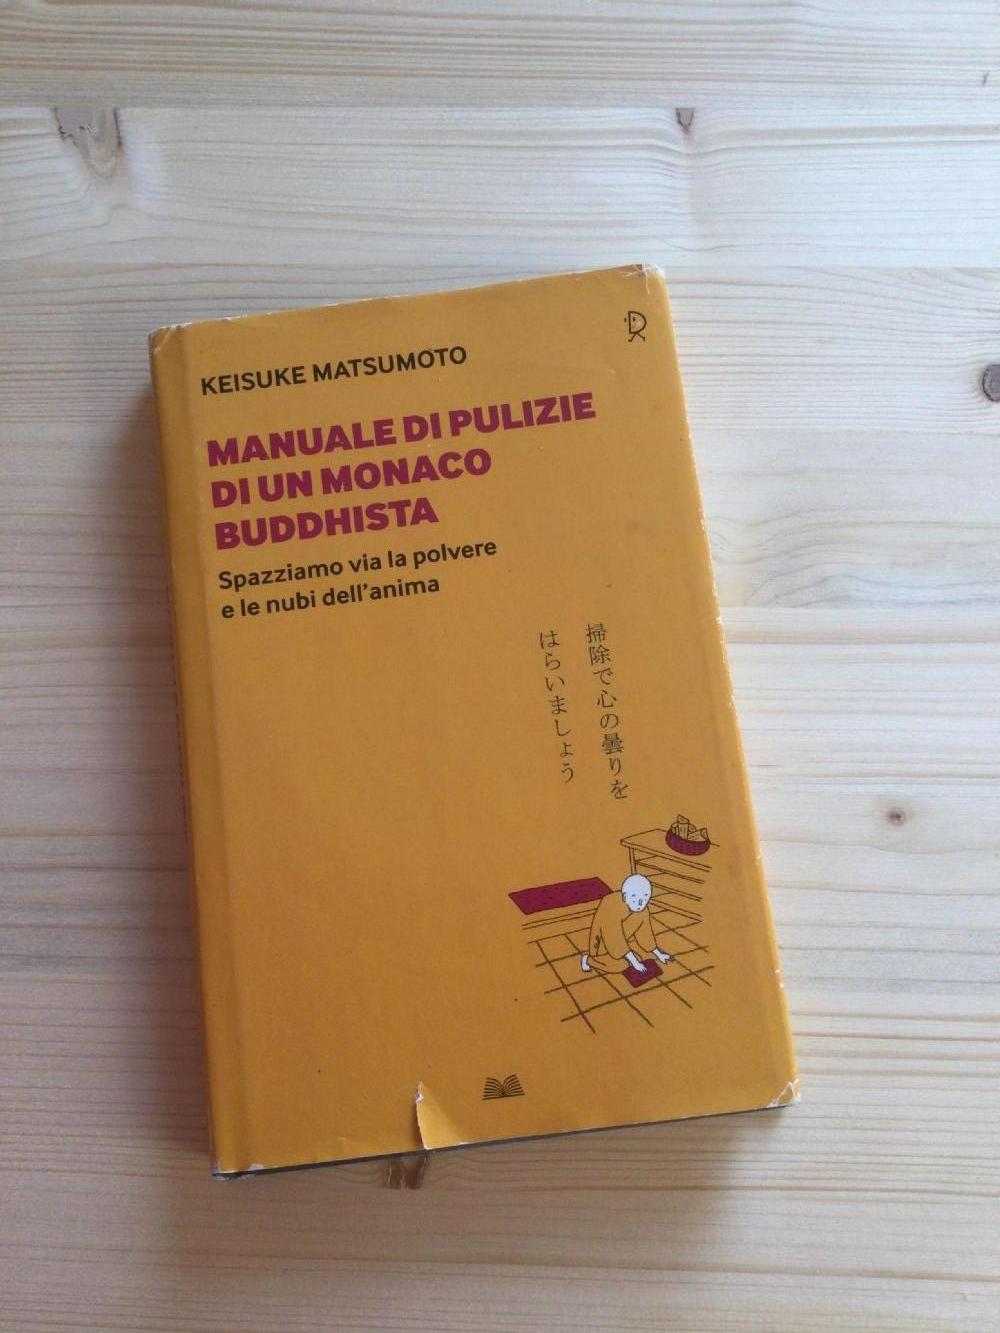 KEISUKE MATSUMOTO
MANUALE DI PULIZIE
DI UN MONACO
BUDDHISTA
Spazziamo via la polvere
e le nubi dell'anima
掃除で心の曇りを
はらいましょう